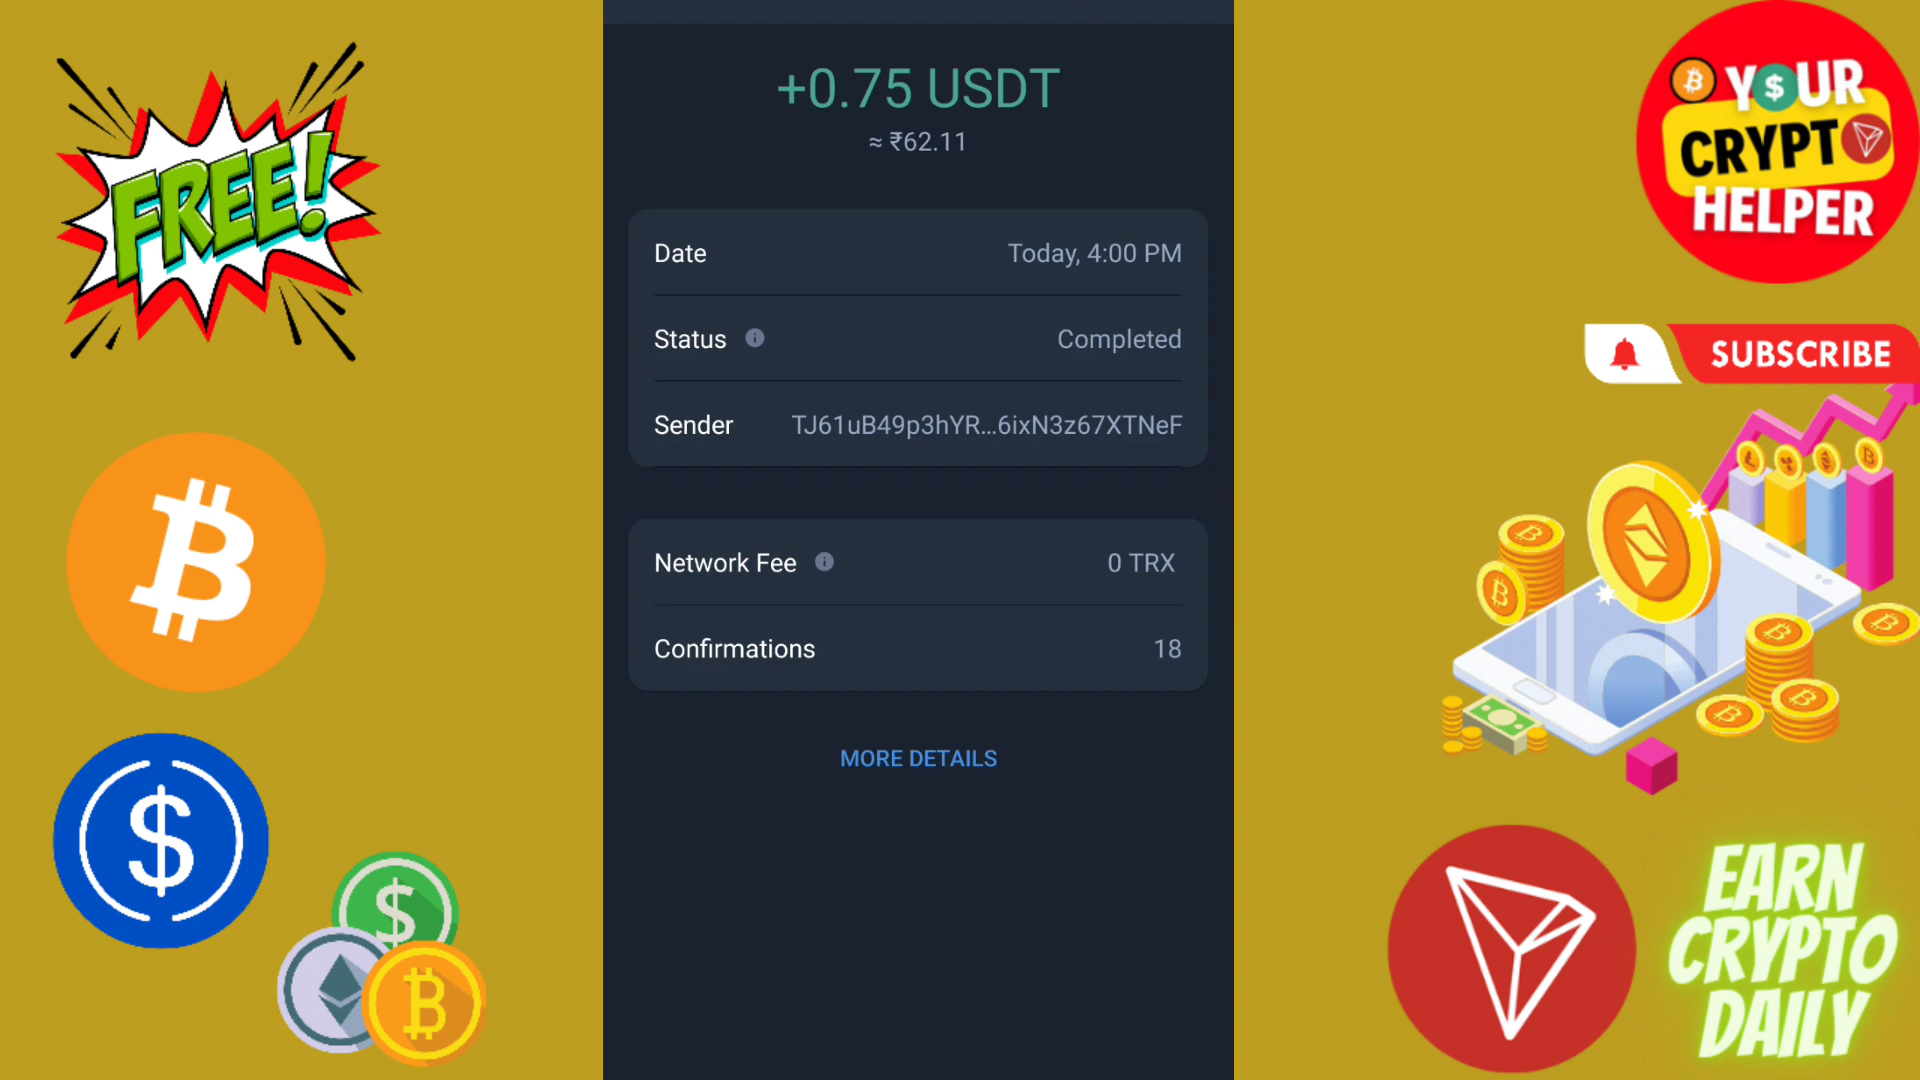 FREE!
+0.75 USDT
≈ ₹62.11
Date Today, 4:00 PM
Status Completed
Sender TJ61uB49p3hYR...6ixN3z67XTNeF
Network Fee 0 TRX
Confirmations 18
MORE DETAILS
Y$UR
CRYPT
HELPER
SUBSCRIBE
EARN
CRYPTO
DAILY